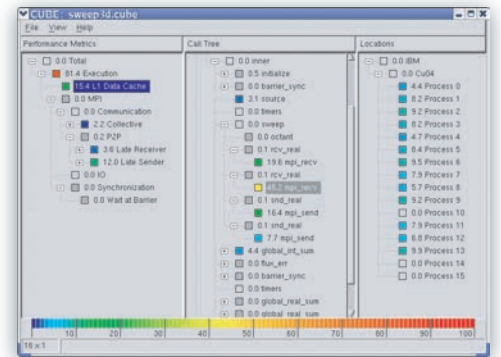 CUBE: sweep3d.cube
File View Help
Performance Metrics
0.0 Total
81.4 Execution
15.4 L1 Data Cache
0.0 MPI
0.0 Communication
2.2 Collective
0.2 P2P
3.6 Late Receiver
12.0 Late Sender
0.0 IO
0.0 Synchronization
0.0 Wait at Barrier
Call Tree
0.0 inner
0.5 initialize
0.0 barrier_sync
3.1 source
0.0 timers
0.0 sweep
0.0 octant
0.1 rcv_real
19.6 mpi_recv
0.1 rcv_real
45.2 mpi_recv
0.1 snd_real
16.4 mpi_send
0.1 snd_real
7.7 mpi_send
4.4 global_int_sum
0.0 flux_err
0.0 barrier_sync
0.0 timers
0.0 global_real_sum
0.0 global_real_sum
Locations
0.0 IBM
0.0 Cu04
4.4 Process 0
8.2 Process 1
9.2 Process 2
8.2 Process 3
4.7 Process 4
8.4 Process 5
9.5 Process 6
7.9 Process 7
5.7 Process 8
9.2 Process 9
0.0 Process 10
7.9 Process 11
6.8 Process 12
9.9 Process 13
0.0 Process 14
0.0 Process 15
10 20 30 40 50 60 70 80 90 100
16 x 1